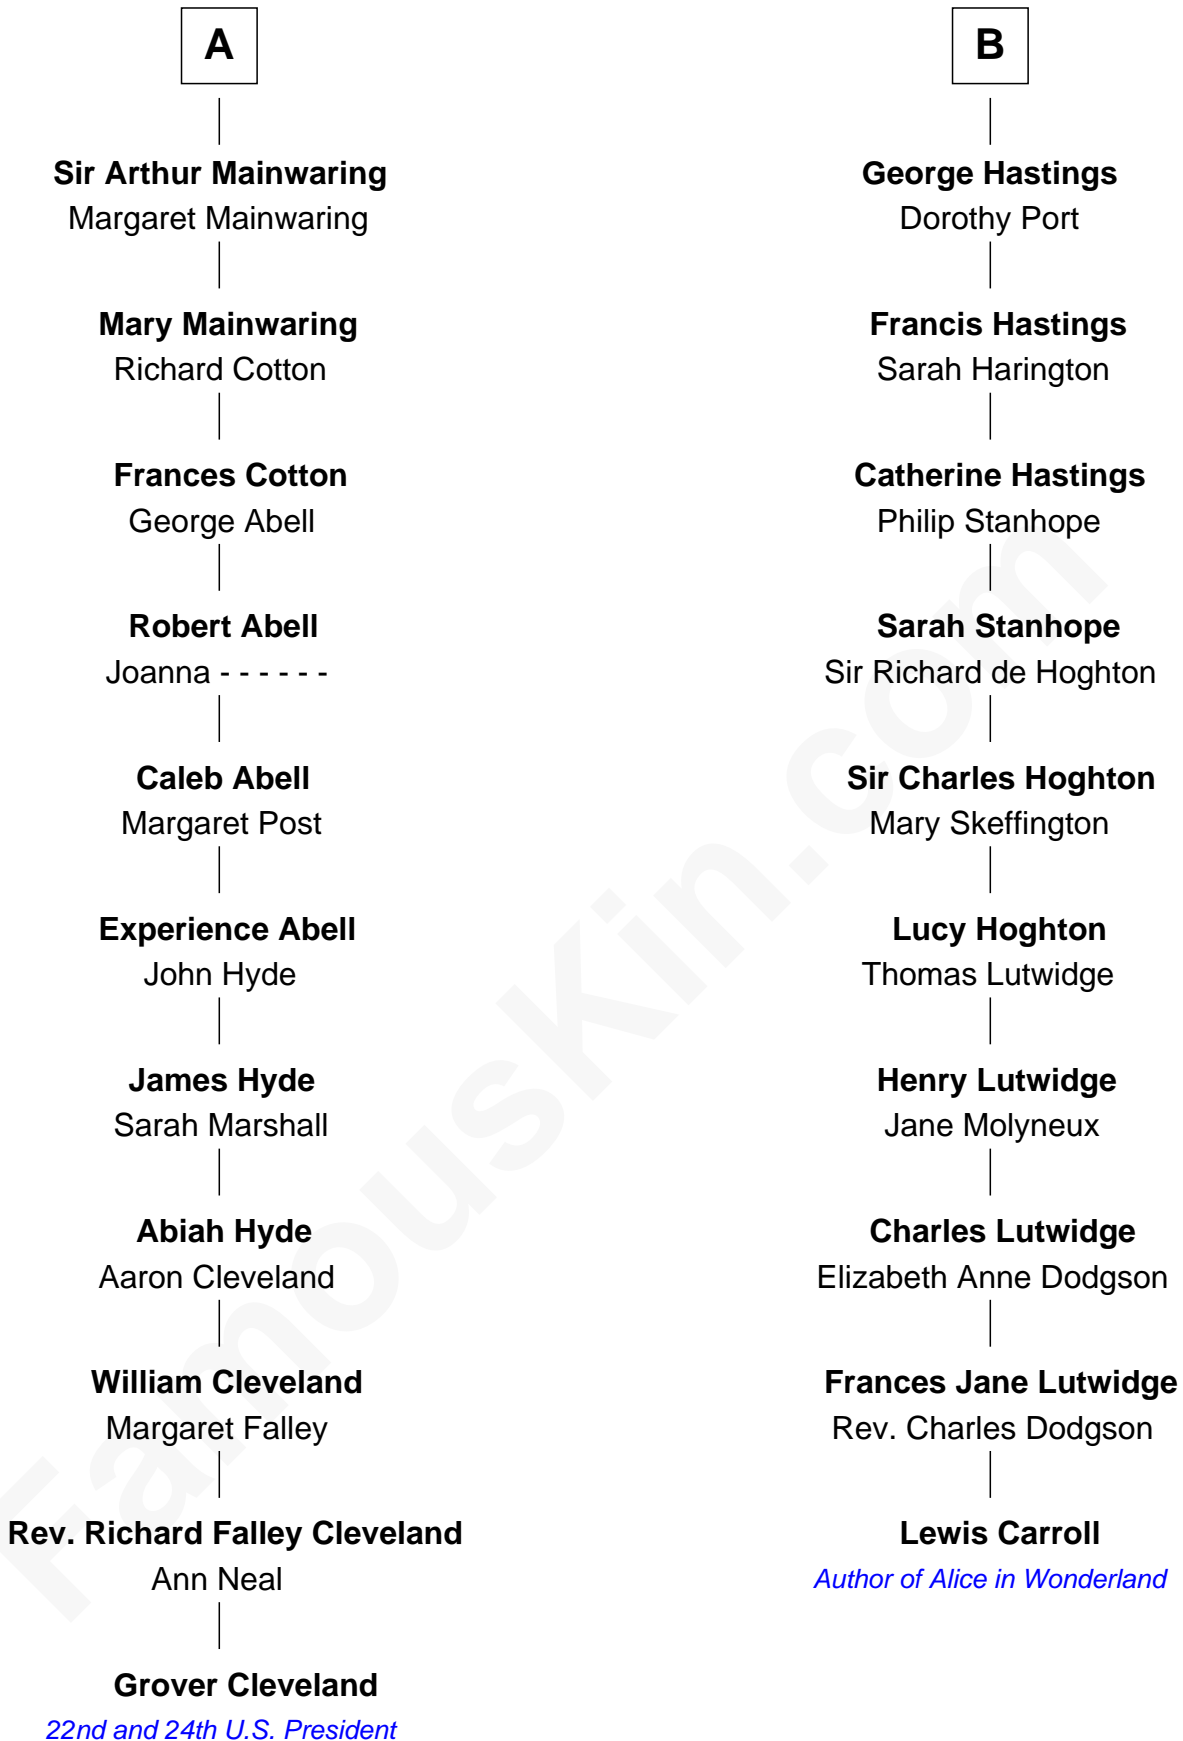 A
Sir Arthur Mainwaring
Margaret Mainwaring
Mary Mainwaring
Richard Cotton
Frances Cotton
George Abell
Robert Abell
Joanna - - - - - -
Caleb Abell
Margaret Post
Experience Abell
John Hyde
James Hyde
Sarah Marshall
Abiah Hyde
Aaron Cleveland
William Cleveland
Margaret Falley
Rev. Richard Falley Cleveland
Ann Neal
Grover Cleveland
22nd and 24th U.S. President
B
George Hastings
Dorothy Port
Francis Hastings
Sarah Harington
Catherine Hastings
Philip Stanhope
Sarah Stanhope
Sir Richard de Hoghton
Sir Charles Hoghton
Mary Skeffington
Lucy Hoghton
Thomas Lutwidge
Henry Lutwidge
Jane Molyneux
Charles Lutwidge
Elizabeth Anne Dodgson
Frances Jane Lutwidge
Rev. Charles Dodgson
Lewis Carroll
Author of Alice in Wonderland
FamousKin.com